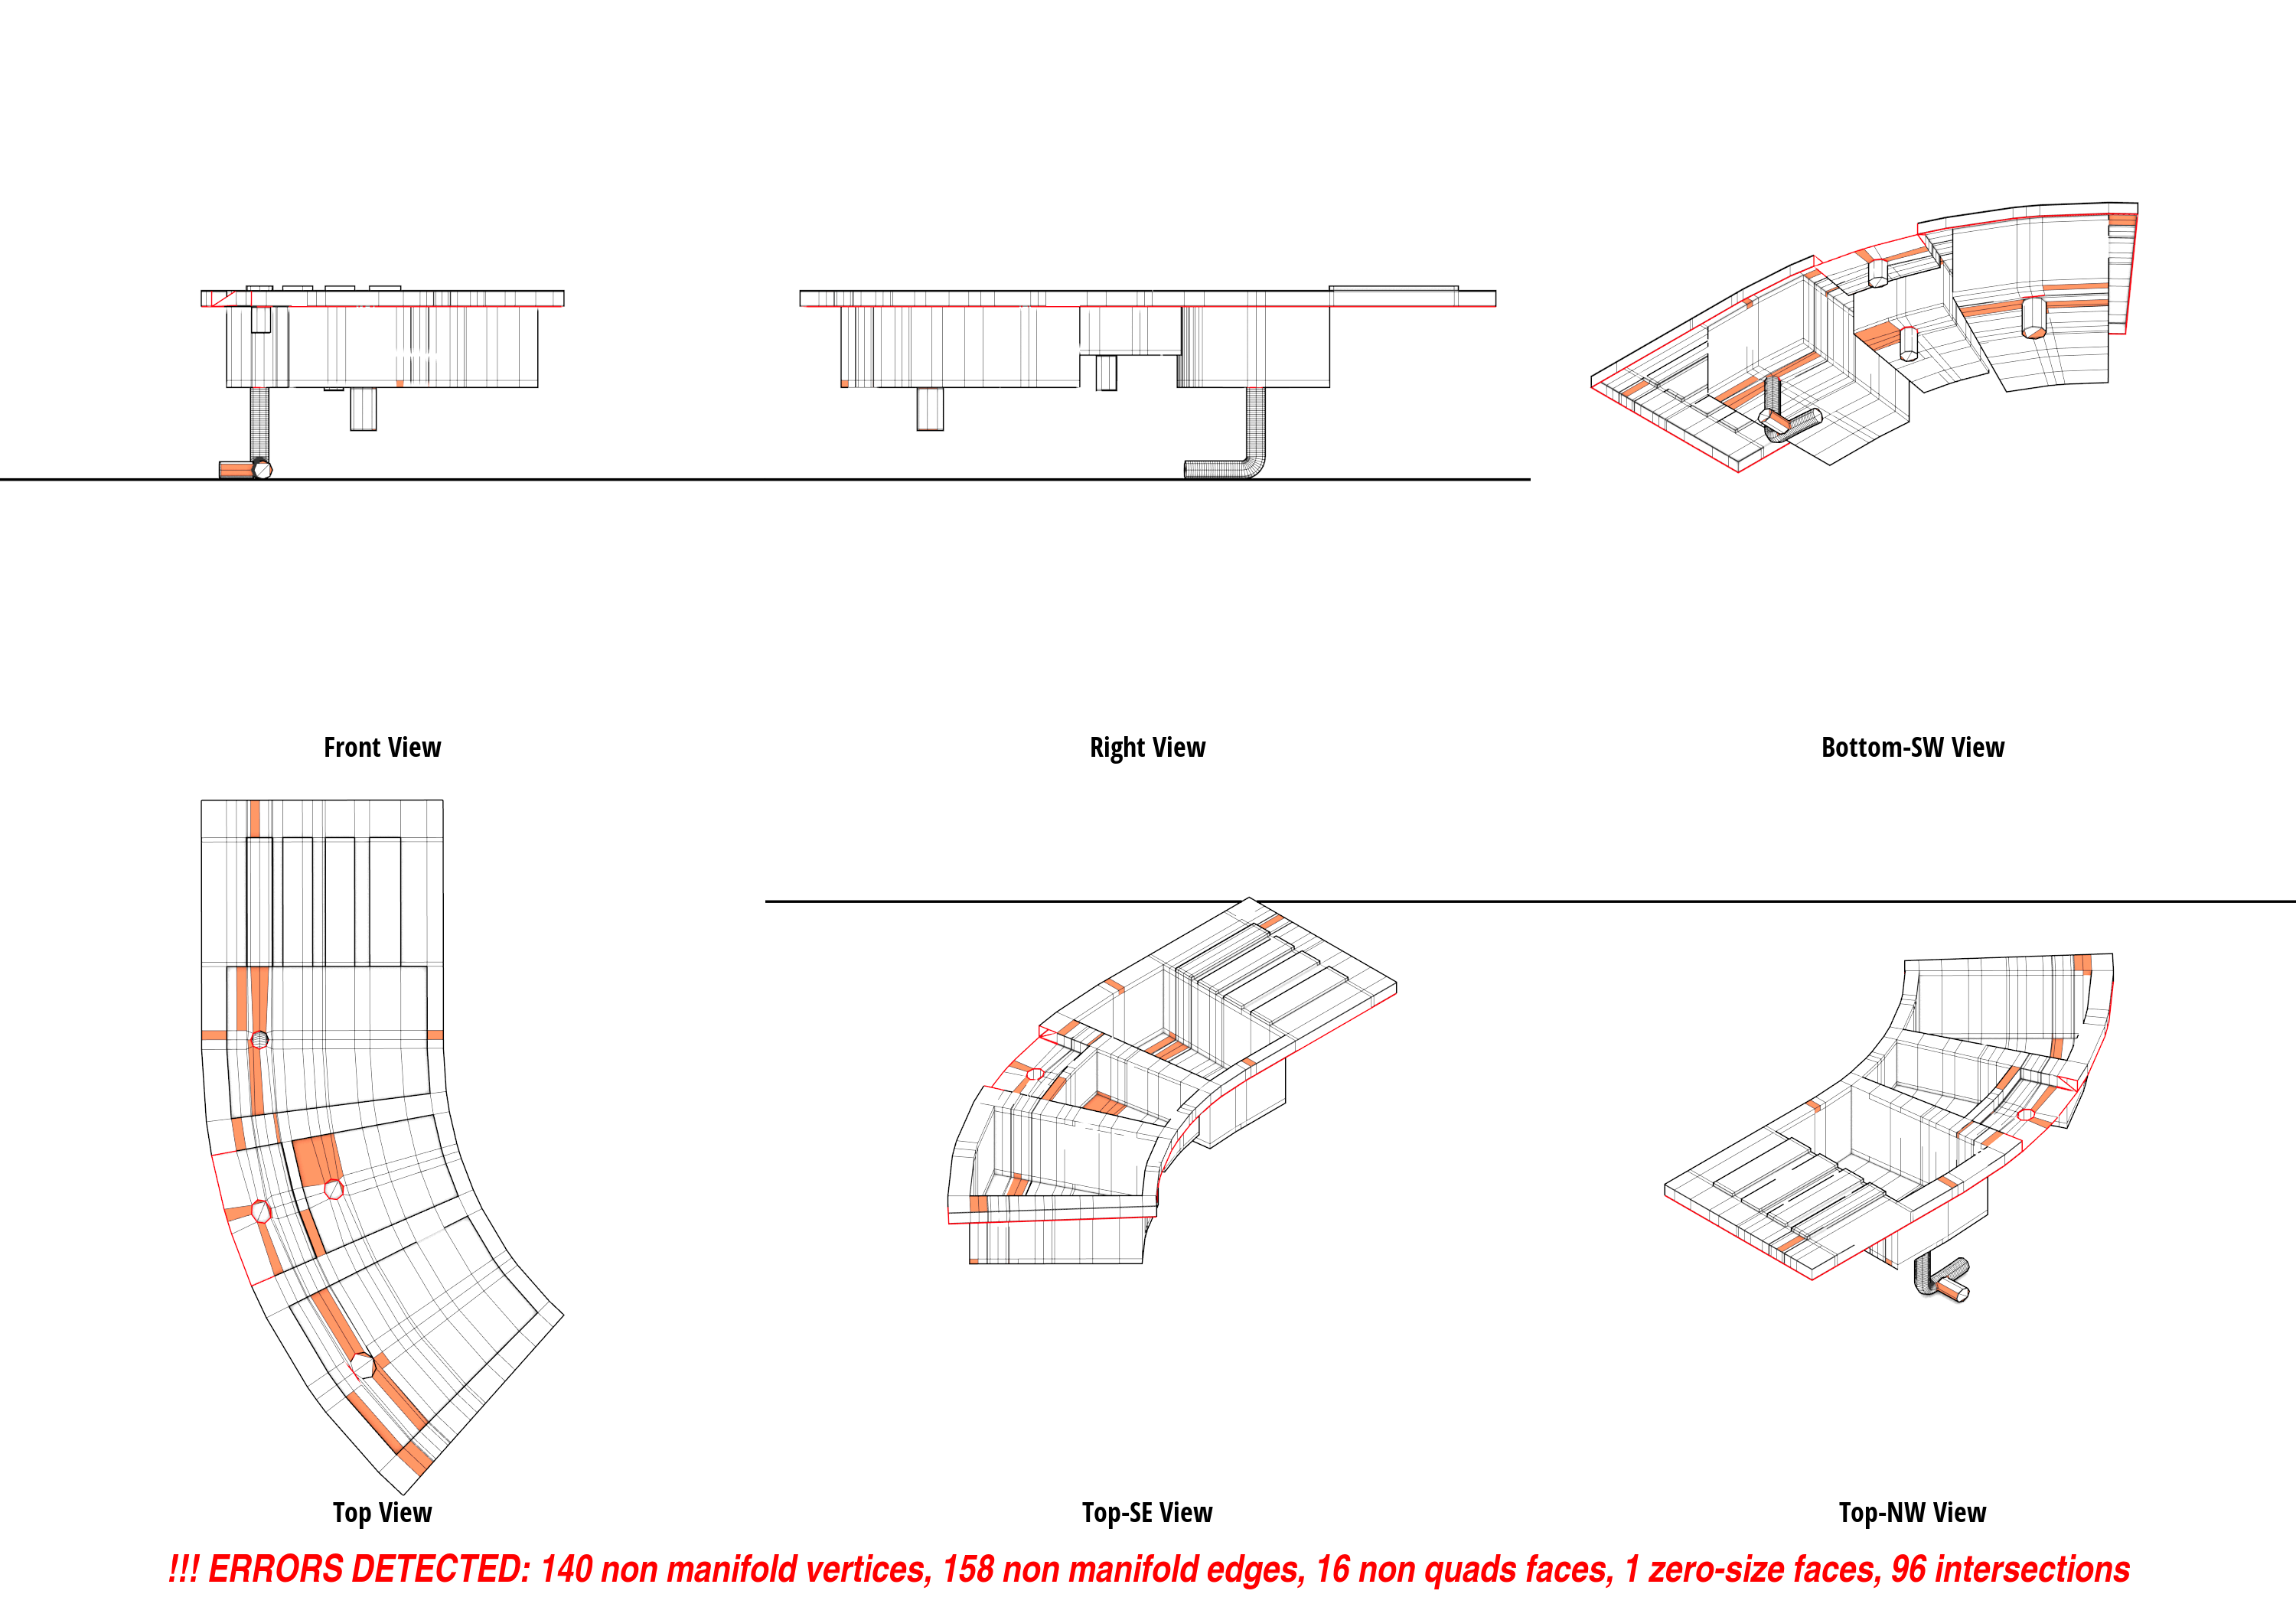 Front View
Right View
Bottom-SW View
Top View
Top-SE View
Top-NW View
!!! ERRORS DETECTED: 140 non manifold vertices, 158 non manifold edges, 16 non quads faces, 1 zero-size faces, 96 intersections